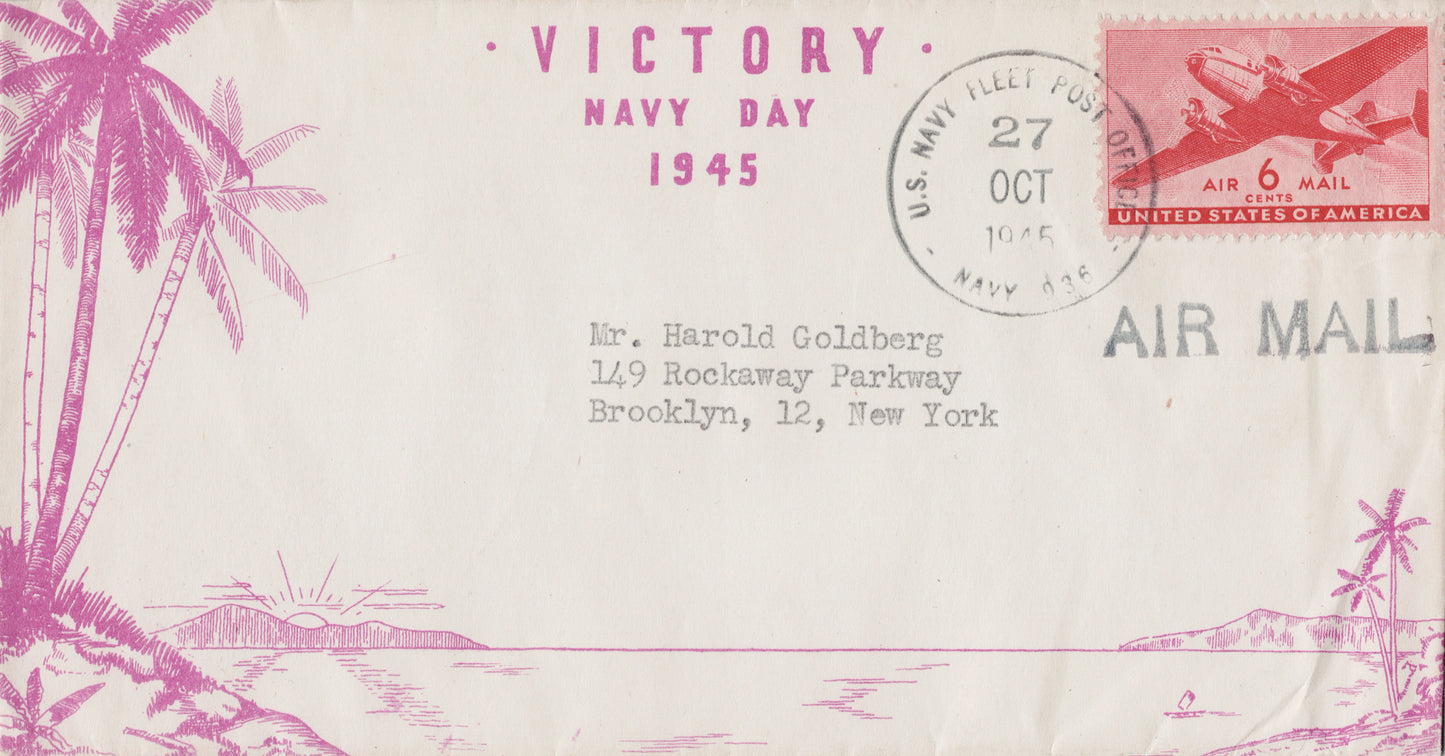 · VICTORY ·
NAVY DAY
1945
U.S. NAVY FLEET POST OFFICE
27
OCT
1945
- NAVY 936 -
AIR 6 MAIL
CENTS
UNITED STATES OF AMERICA
AIR MAIL
Mr. Harold Goldberg
149 Rockaway Parkway
Brooklyn, 12, New York